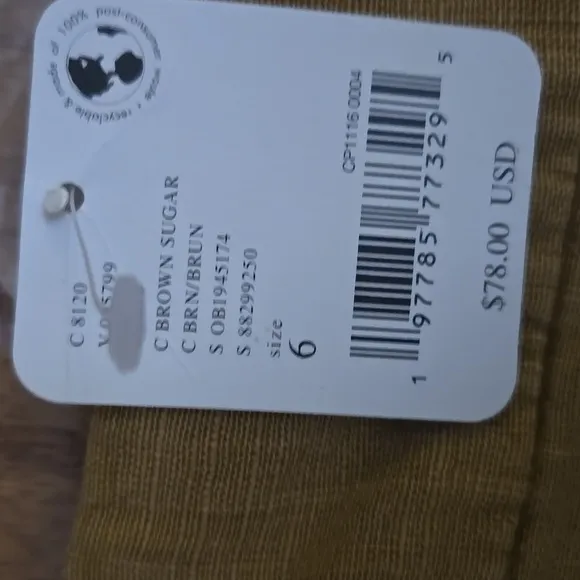 recyclable & made of 100% post-consumer waste •
C 8120
C BROWN SUGAR
C BRN/BRUN
S OB1945174
S 88299250
size
6
CP1116 0004
1 97785 77329 5
$78.00 USD